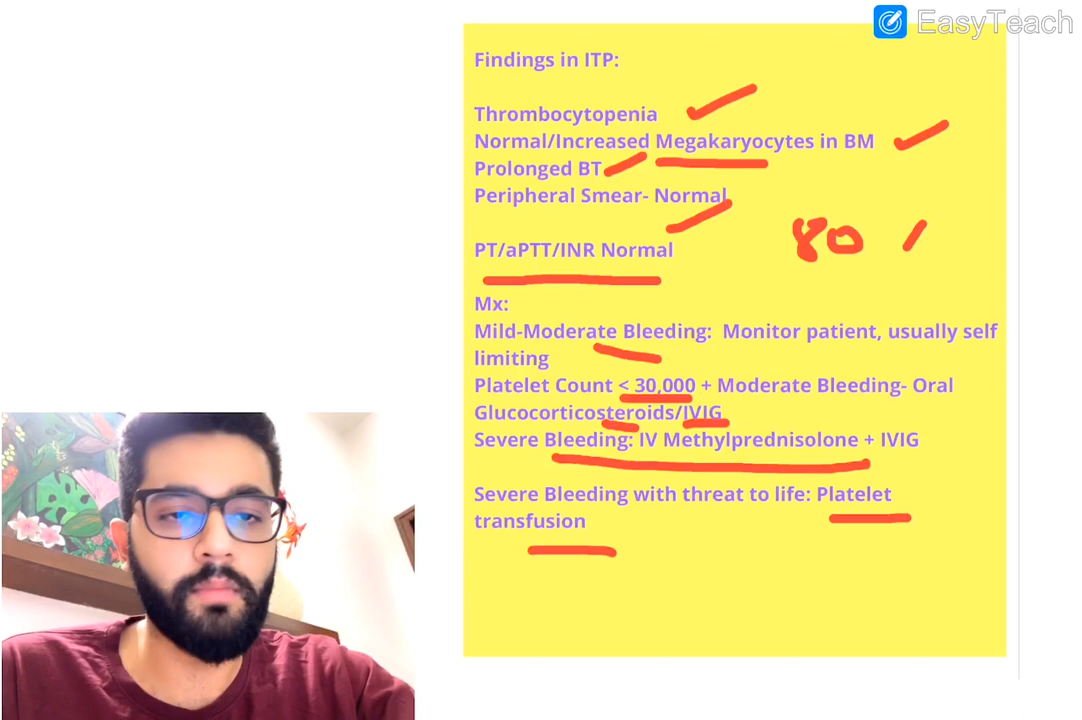 EasyTeach
Findings in ITP:
Thrombocytopenia
Normal/Increased Megakaryocytes in BM
Prolonged BT
Peripheral Smear- Normal
80
PT/aPTT/INR Normal
Mx:
Mild-Moderate Bleeding:  Monitor patient, usually self
limiting
Platelet Count < 30,000 + Moderate Bleeding- Oral
Glucocorticosteroids/IVIG
Severe Bleeding: IV Methylprednisolone + IVIG
Severe Bleeding with threat to life: Platelet
transfusion